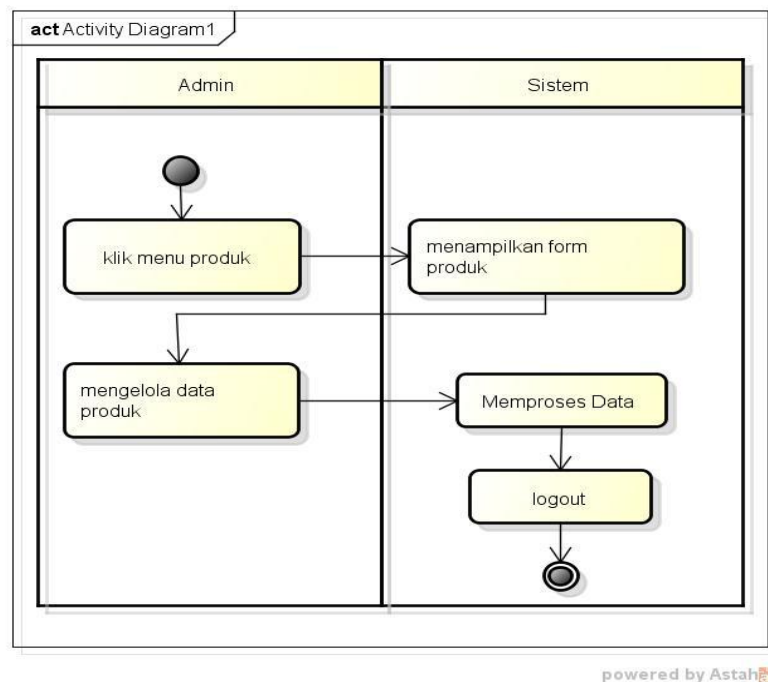 act Activity Diagram1
Admin
Sistem
klik menu produk
menampilkan form
produk
mengelola data
produk
Memproses Data
logout
powered by Astah